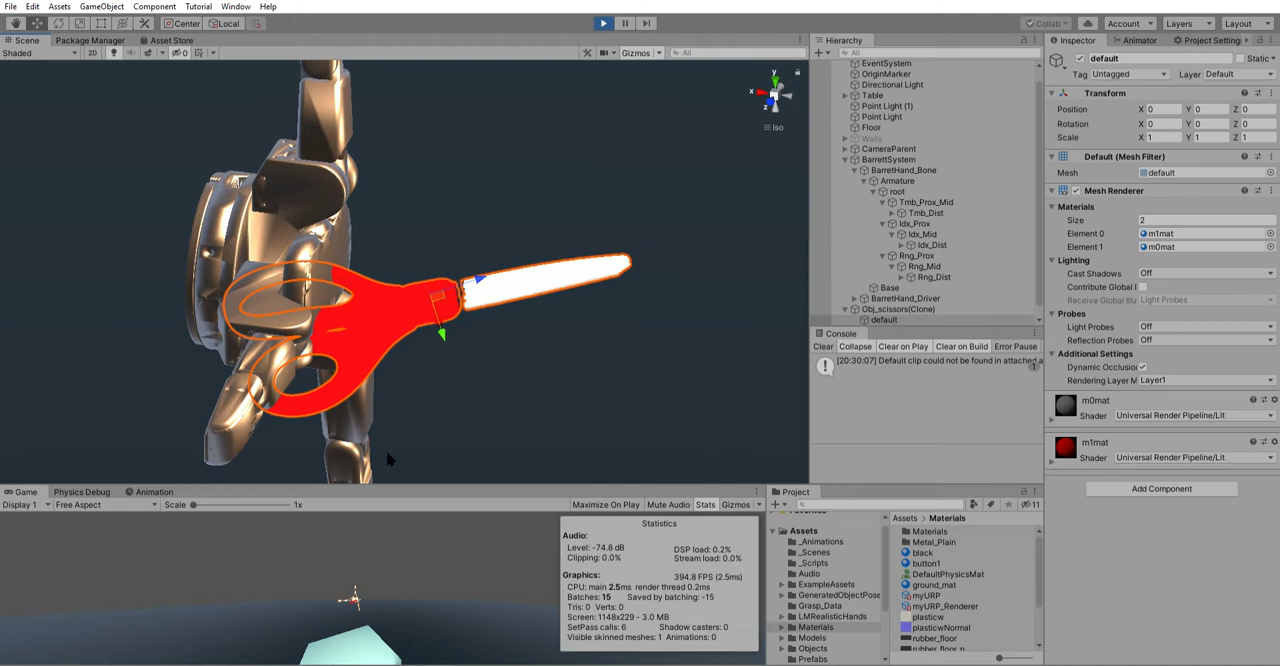 File Edit Assets GameObject Component Tutorial Window Help
Center Local Collab Account Layers Layout
Scene Package Manager Asset Store
Shaded 2D 0 Gizmos All
y
x
z
Iso
Hierarchy
All
EventSystem
OriginMarker
Directional Light
Table
Point Light (1)
Point Light
Floor
Walls
CameraParent
BarrettSystem
BarretHand_Bone
Armature
root
Tmb_Prox_Mid
Tmb_Dist
Idx_Prox
Idx_Mid
Idx_Dist
Rng_Prox
Rng_Mid
Rng_Dist
Base
BarretHand_Driver
Obj_scissors(Clone)
default
Console
Clear Collapse Clear on Play Clear on Build Error Pause
[20:30:07] Default clip could not be found in attached a
1
Inspector Animator Project Setting
default Static
Tag Untagged Layer Default
Transform
Position X 0 Y 0 Z 0
Rotation X 0 Y 0 Z 0
Scale X 1 Y 1 Z 1
Default (Mesh Filter)
Mesh default
Mesh Renderer
Materials
Size 2
Element 0 m1mat
Element 1 m0mat
Lighting
Cast Shadows Off
Contribute Global I
Receive Global Illu Light Probes
Probes
Light Probes Off
Reflection Probes Off
Additional Settings
Dynamic Occlusio
Rendering Layer M Layer1
m0mat
Shader Universal Render Pipeline/Lit
m1mat
Shader Universal Render Pipeline/Lit
Add Component
Game Physics Debug Animation
Display 1 Free Aspect Scale 1x Maximize On Play Mute Audio Stats Gizmos
Statistics
Audio:
Level: -74.8 dB DSP load: 0.2%
Clipping: 0.0% Stream load: 0.0%
Graphics: 394.8 FPS (2.5ms)
CPU: main 2.5ms render thread 0.2ms
Batches: 15 Saved by batching: -15
Tris: 0 Verts: 0
Screen: 1148x229 - 3.0 MB
SetPass calls: 6 Shadow casters: 0
Visible skinned meshes: 1 Animations: 0
Project
11
Assets
_Animations
_Scenes
_Scripts
Audio
ExampleAssets
GeneratedObjectPose
Grasp_Data
LMRealisticHands
Materials
Models
Objects
Prefabs
Assets > Materials
Materials
Metal_Plain
black
button1
DefaultPhysicsMat
ground_mat
myURP
myURP_Renderer
plasticw
plasticwNormal
rubber_floor
rubber_floor_n